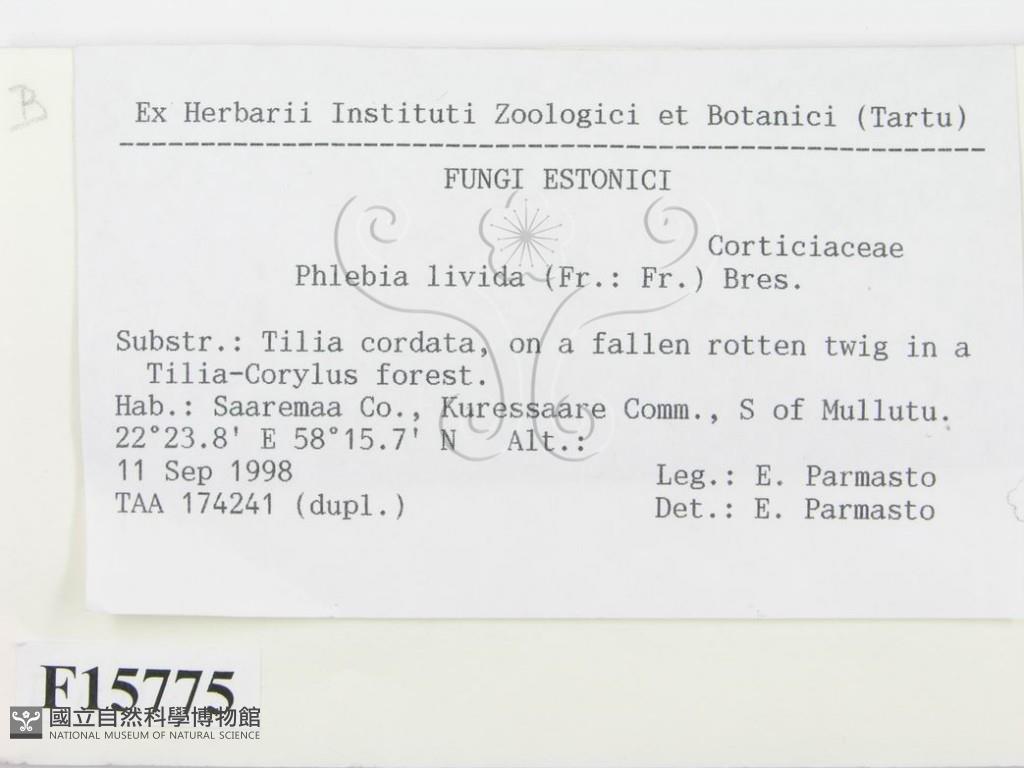 B
Ex Herbarii Instituti Zoologici et Botanici (Tartu)
FUNGI ESTONICI
Corticiaceae
Phlebia livida (Fr.: Fr.) Bres.
Substr.: Tilia cordata, on a fallen rotten twig in a
Tilia-Corylus forest.
Hab.: Saaremaa Co., Kuressaare Comm., S of Mullutu.
22°23.8' E 58°15.7' N Alt.:
11 Sep 1998
Leg.: E. Parmasto
TAA 174241 (dupl.)
Det.: E. Parmasto
F15775
國立自然科學博物館
NATIONAL MUSEUM OF NATURAL SCIENCE